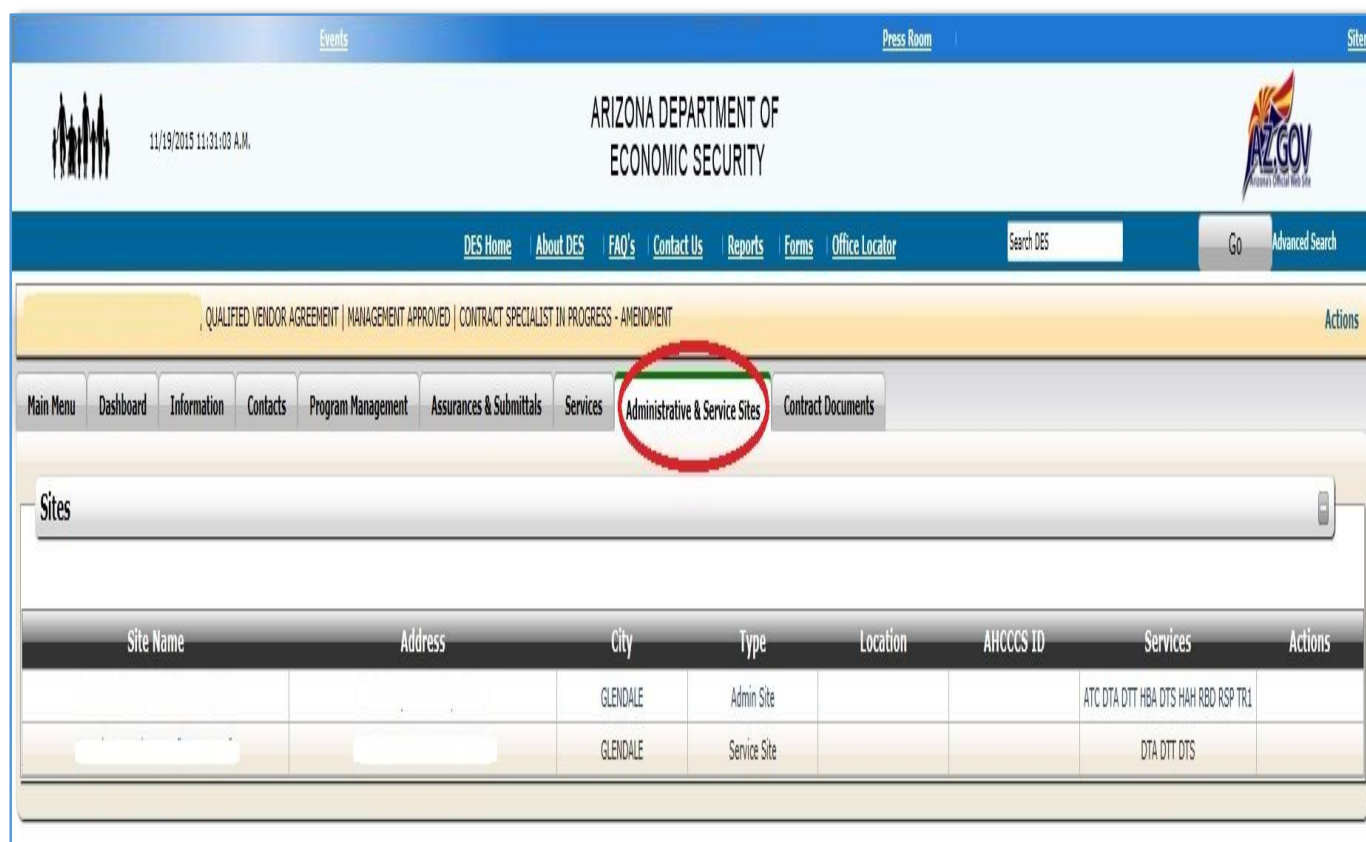 Events
Press Room
Siter
11/19/2015 11:31:03 A.M.
ARIZONA DEPARTMENT OF
ECONOMIC SECURITY
AZ.GOV
Arizona's Official Web Site
DES Home | About DES | FAQ's | Contact Us | Reports | Forms | Office Locator
Search DES
Go
Advanced Search
, QUALIFIED VENDOR AGREEMENT | MANAGEMENT APPROVED | CONTRACT SPECIALIST IN PROGRESS - AMENDMENT
Actions
Main Menu Dashboard Information Contacts Program Management Assurances & Submittals Services Administrative & Service Sites Contract Documents
Sites
Site Name Address City Type Location AHCCCS ID Services Actions
GLENDALE Admin Site ATC DTA DTT HBA DTS HAH RBD RSP TR1
GLENDALE Service Site DTA DTT DTS